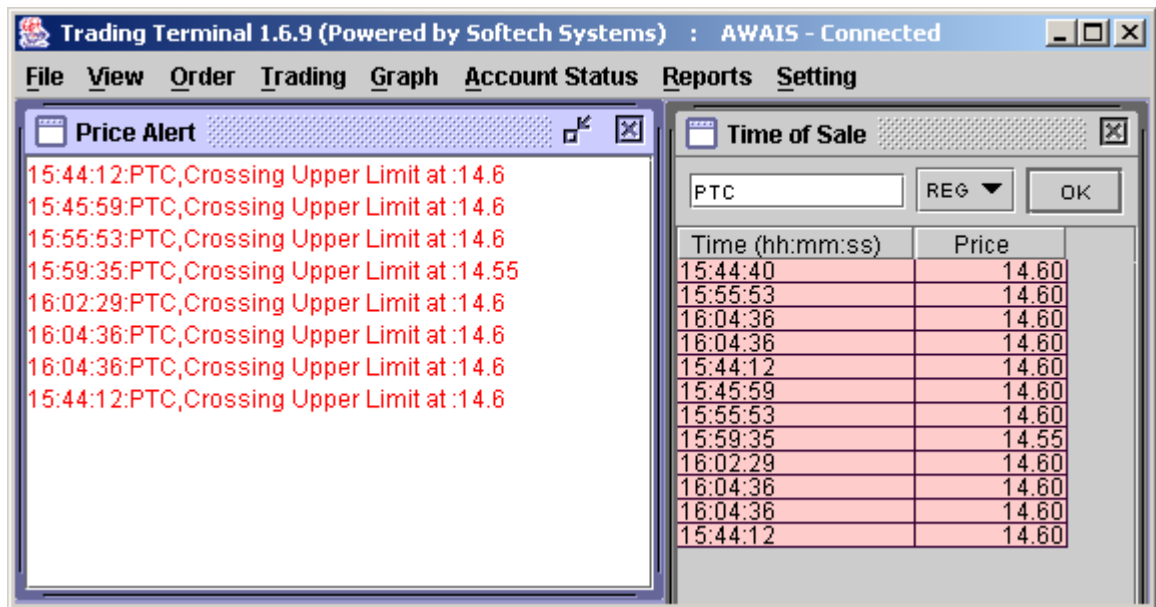 Trading Terminal 1.6.9 (Powered by Softech Systems) : AWAIS - Connected
File View Order Trading Graph Account Status Reports Setting
Price Alert
15:44:12:PTC,Crossing Upper Limit at :14.6
15:45:59:PTC,Crossing Upper Limit at :14.6
15:55:53:PTC,Crossing Upper Limit at :14.6
15:59:35:PTC,Crossing Upper Limit at :14.55
16:02:29:PTC,Crossing Upper Limit at :14.6
16:04:36:PTC,Crossing Upper Limit at :14.6
16:04:36:PTC,Crossing Upper Limit at :14.6
15:44:12:PTC,Crossing Upper Limit at :14.6
Time of Sale
PTC REG OK
Time (hh:mm:ss) Price
15:44:40 14.60
15:55:53 14.60
16:04:36 14.60
16:04:36 14.60
15:44:12 14.60
15:45:59 14.60
15:55:53 14.60
15:59:35 14.55
16:02:29 14.60
16:04:36 14.60
16:04:36 14.60
15:44:12 14.60